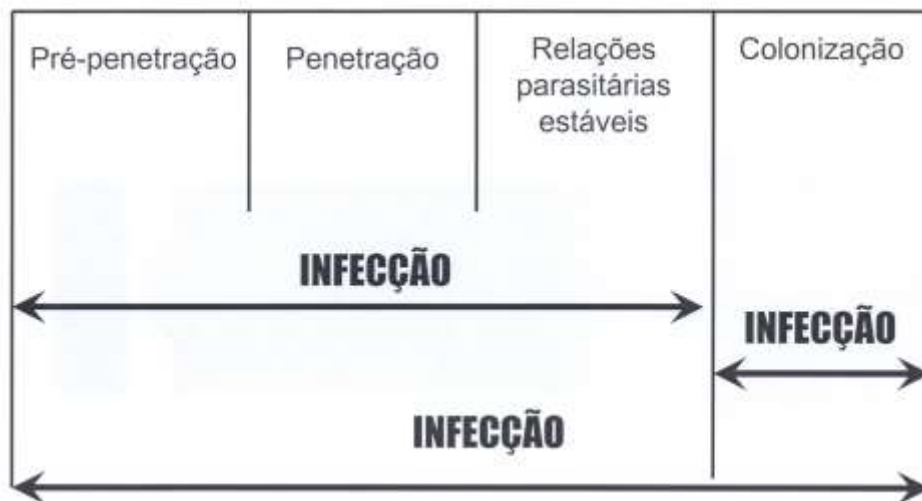 Pré-penetração
Penetração
Relações
parasitárias
estáveis
Colonização
INFECÇÃO
INFECÇÃO
INFECÇÃO